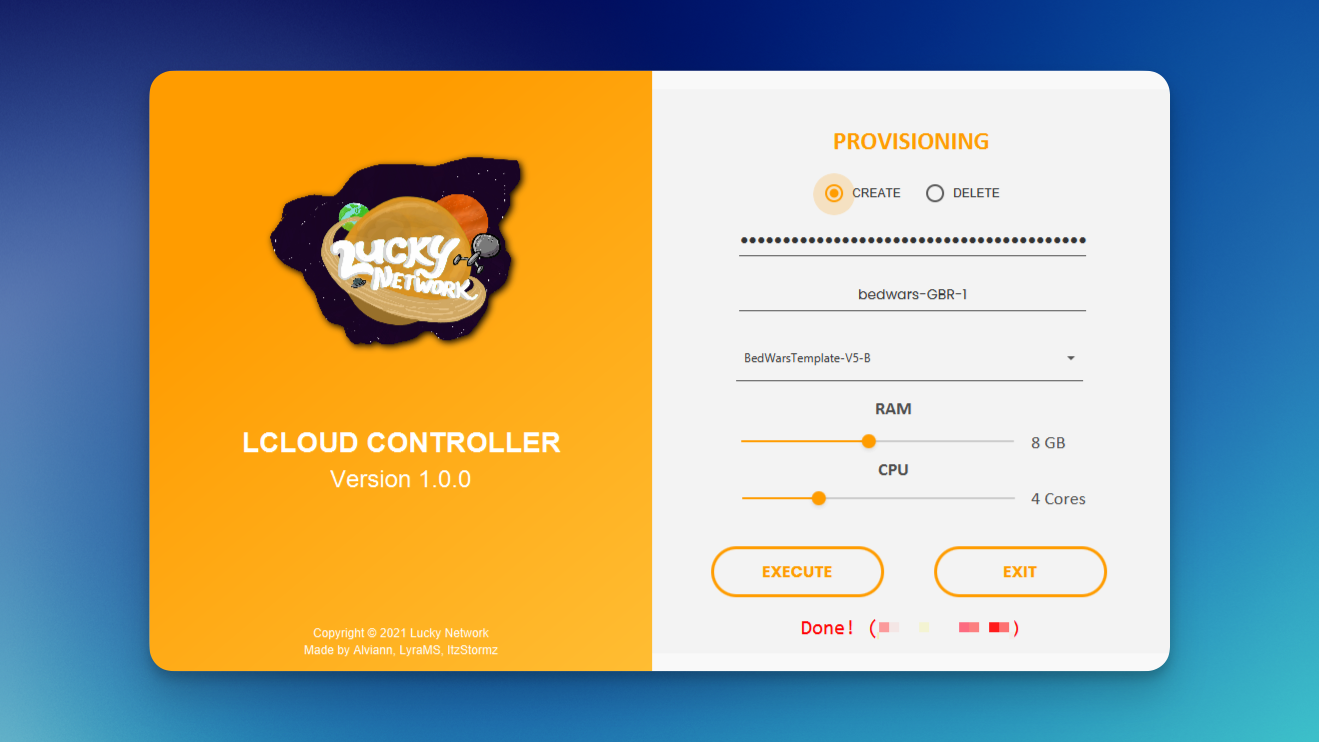 LUCKY
NETWORK
LCLOUD CONTROLLER
Version 1.0.0
Copyright © 2021 Lucky Network
Made by Alviann, LyraMS, ItzStormz
PROVISIONING
CREATE DELETE
bedwars-GBR-1
BedWarsTemplate-V5-B
RAM
8 GB
CPU
4 Cores
EXECUTE EXIT
Done! ( )